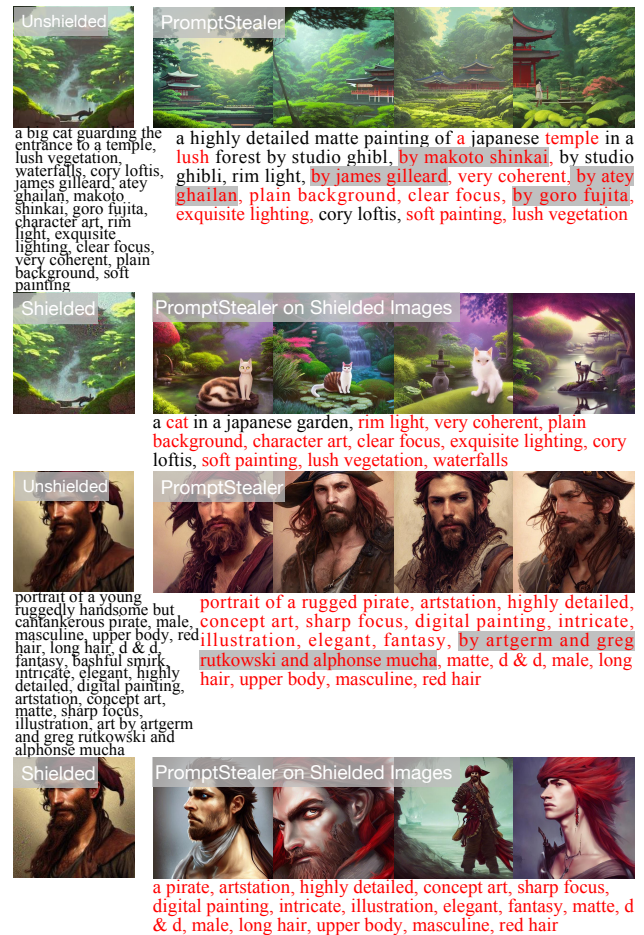 Unshielded
PromptStealer
a big cat guarding the
entrance to a temple,
lush vegetation,
waterfalls, cory loftis,
james gilleard, atey
ghailan, makoto
shinkai, goro fujita,
character art, rim
light, exquisite
lighting, clear focus,
very coherent, plain
background, soft
painting
a highly detailed matte painting of a japanese temple in a
lush forest by studio ghibl, by makoto shinkai, by studio
ghibli, rim light, by james gilleard, very coherent, by atey
ghailan, plain background, clear focus, by goro fujita,
exquisite lighting, cory loftis, soft painting, lush vegetation
Shielded
PromptStealer on Shielded Images
a cat in a japanese garden, rim light, very coherent, plain
background, character art, clear focus, exquisite lighting, cory
loftis, soft painting, lush vegetation, waterfalls
Unshielded
PromptStealer
portrait of a young
ruggedly handsome but
cantankerous pirate, male,
masculine, upper body, red
hair, long hair, d & d,
fantasy, bashful smirk,
intricate, elegant, highly
detailed, digital painting,
artstation, concept art,
matte, sharp focus,
illustration, art by artgerm
and greg rutkowski and
alphonse mucha
portrait of a rugged pirate, artstation, highly detailed,
concept art, sharp focus, digital painting, intricate,
illustration, elegant, fantasy, by artgerm and greg
rutkowski and alphonse mucha, matte, d & d, male, long
hair, upper body, masculine, red hair
Shielded
PromptStealer on Shielded Images
a pirate, artstation, highly detailed, concept art, sharp focus,
digital painting, intricate, illustration, elegant, fantasy, matte, d
& d, male, long hair, upper body, masculine, red hair